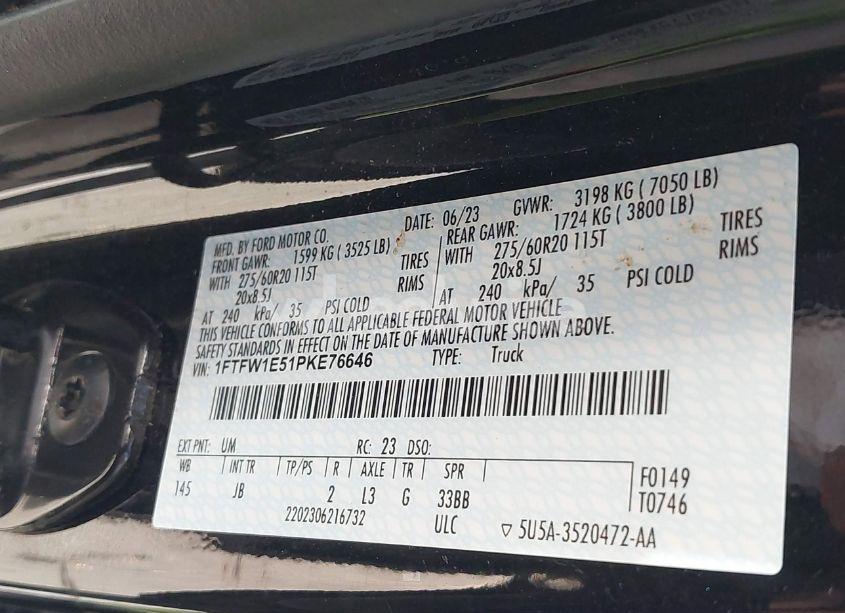 MFD. BY FORD MOTOR CO.
DATE: 06/23 GVWR: 3198 KG ( 7050 LB)
FRONT GAWR: 1599 KG ( 3525 LB)
WITH 275/60R20 115T TIRES
20x8.5J RIMS
AT 240 kPa/ 35 PSI COLD
REAR GAWR: 1724 KG ( 3800 LB)
WITH 275/60R20 115T TIRES
20x8.5J RIMS
AT 240 kPa/ 35 PSI COLD
THIS VEHICLE CONFORMS TO ALL APPLICABLE FEDERAL MOTOR VEHICLE
SAFETY STANDARDS IN EFFECT ON THE DATE OF MANUFACTURE SHOWN ABOVE.
VIN: 1FTFW1E51PKE76646 TYPE: Truck
EXT PNT: UM RC: 23 DSO:
WB INT TR TP/PS R AXLE TR SPR
145 JB 2 L3 G 33BB
F0149
T0746
2202306216732 ULC
5U5A-3520472-AA